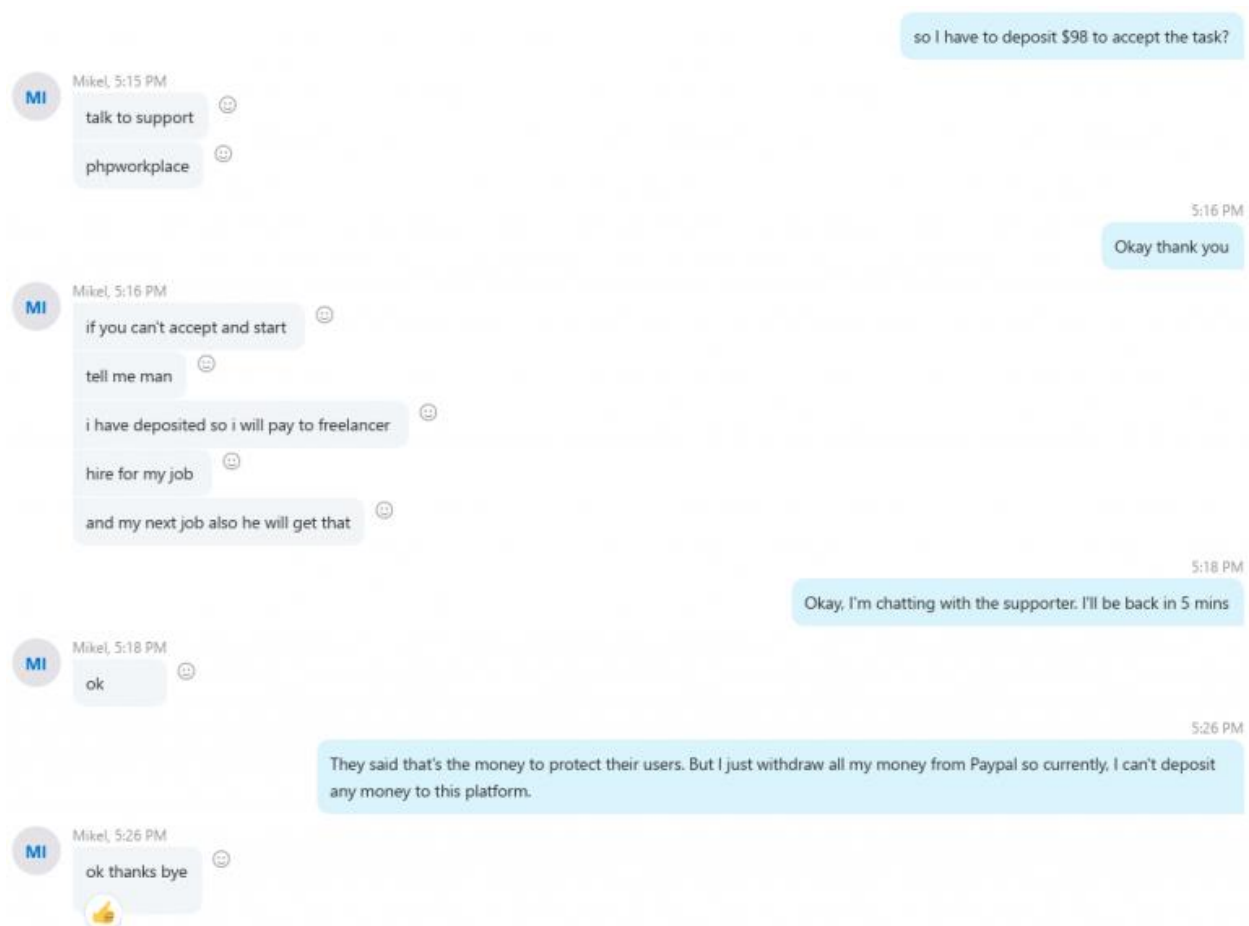 so I have to deposit $98 to accept the task?
Mikel, 5:15 PM
MI
talk to support
phpworkplace
5:16 PM
Okay thank you
Mikel, 5:16 PM
MI
if you can't accept and start
tell me man
i have deposited so i will pay to freelancer
hire for my job
and my next job also he will get that
5:18 PM
Okay, I'm chatting with the supporter. I'll be back in 5 mins
Mikel, 5:18 PM
MI
ok
5:26 PM
They said that's the money to protect their users. But I just withdraw all my money from Paypal so currently, I can't deposit
any money to this platform.
Mikel, 5:26 PM
MI
ok thanks bye